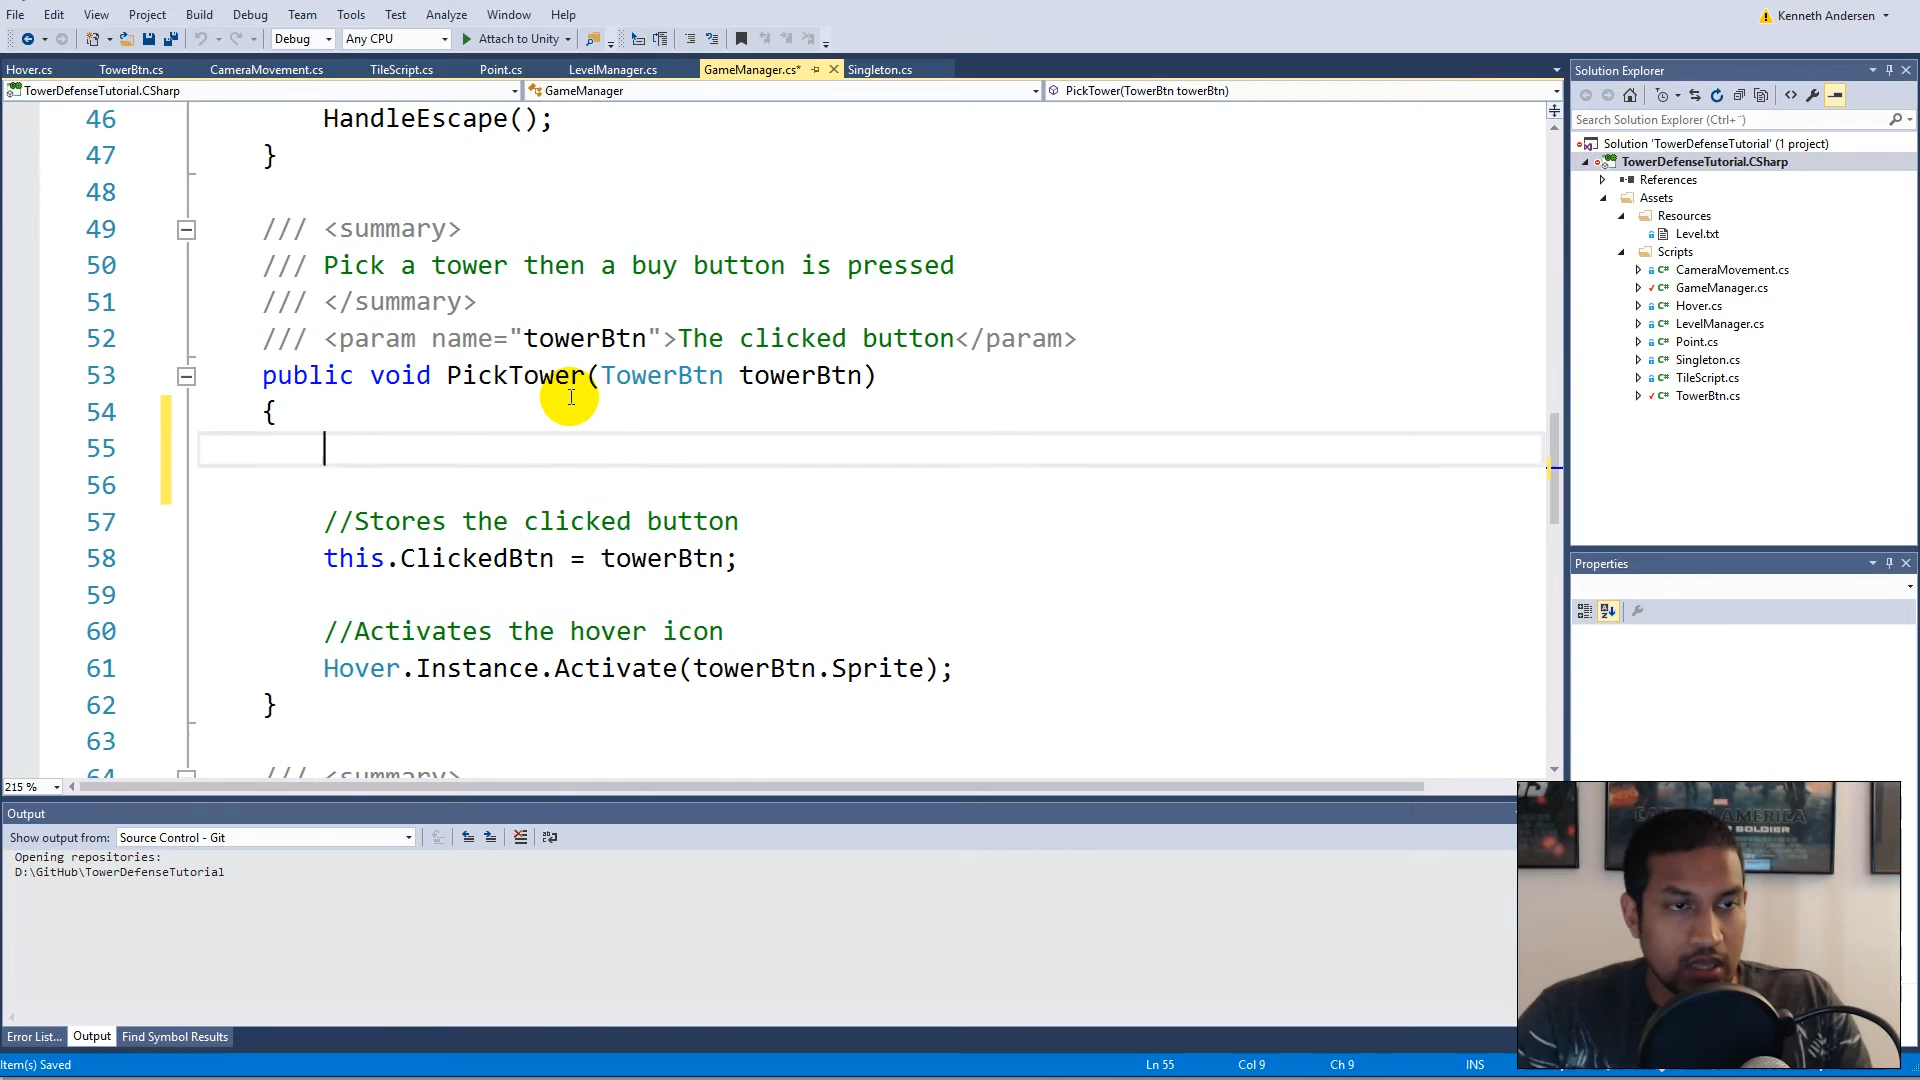 File Edit View Project Build Debug Team Tools Test Analyze Window Help
Kenneth Andersen
Debug Any CPU Attach to Unity
Hover.cs TowerBtn.cs CameraMovement.cs TileScript.cs Point.cs LevelManager.cs GameManager.cs* Singleton.cs
TowerDefenseTutorial.CSharp GameManager PickTower(TowerBtn towerBtn)
46 HandleEscape();
47 }
48
49 /// <summary>
50 /// Pick a tower then a buy button is pressed
51 /// </summary>
52 /// <param name="towerBtn">The clicked button</param>
53 public void PickTower(TowerBtn towerBtn)
54 {
55
56
57 //Stores the clicked button
58 this.ClickedBtn = towerBtn;
59
60 //Activates the hover icon
61 Hover.Instance.Activate(towerBtn.Sprite);
62 }
63
64 /// <summary>
215 %
Output
Show output from: Source Control - Git
Opening repositories:
D:\GitHub\TowerDefenseTutorial
Error List... Output Find Symbol Results
Item(s) Saved Ln 55 Col 9 Ch 9 INS
Solution Explorer
Search Solution Explorer (Ctrl+¨)
Solution 'TowerDefenseTutorial' (1 project)
TowerDefenseTutorial.CSharp
References
Assets
Resources
Level.txt
Scripts
CameraMovement.cs
GameManager.cs
Hover.cs
LevelManager.cs
Point.cs
Singleton.cs
TileScript.cs
TowerBtn.cs
Properties
SOLDIER